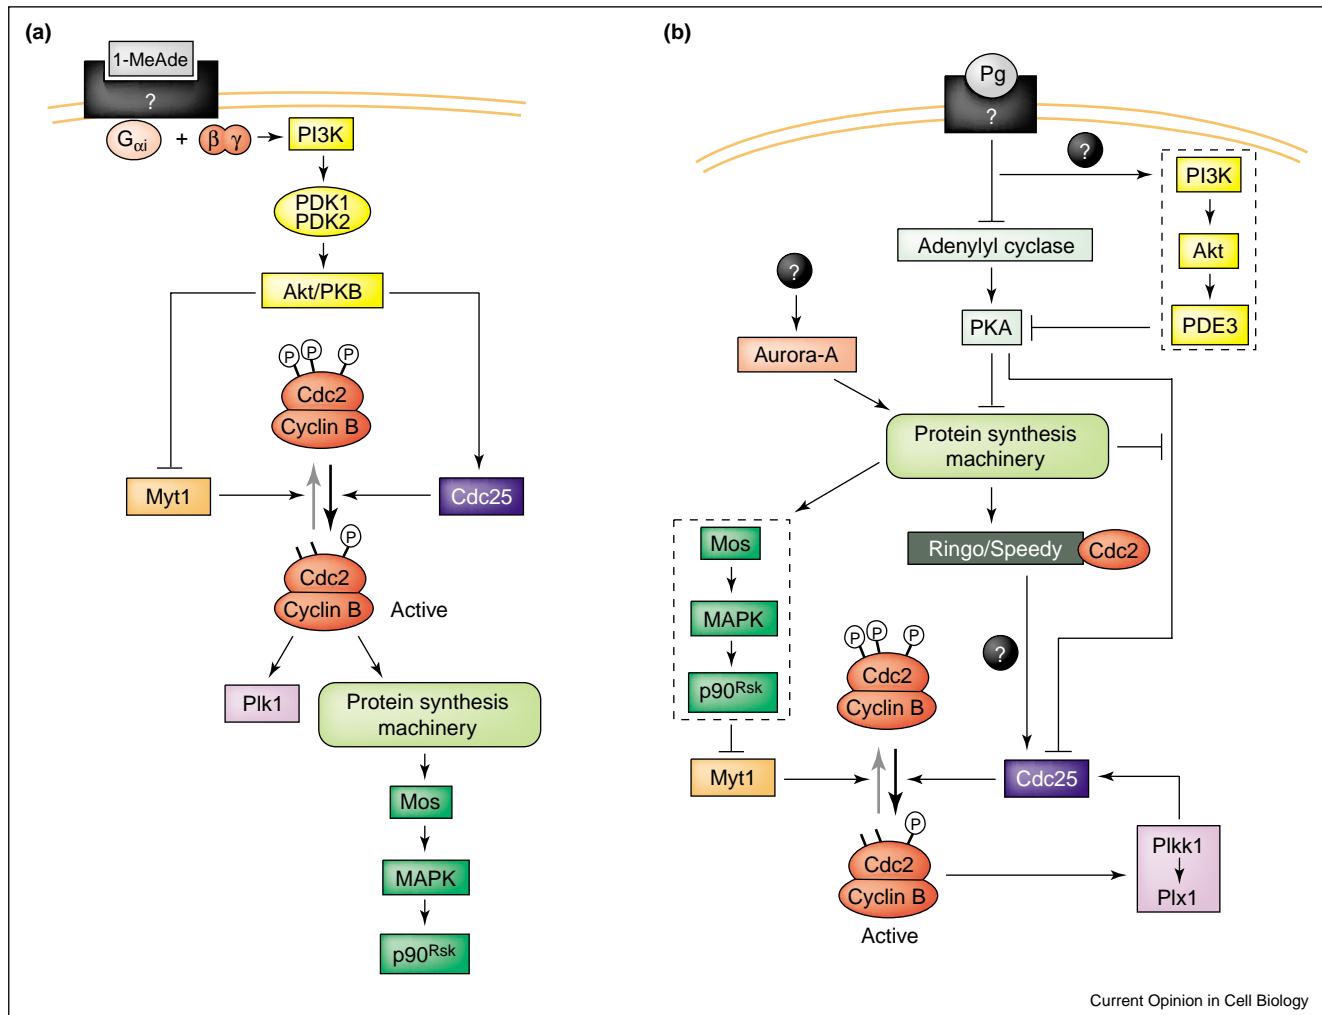 (a)
1-MeAde
?
Gαi + β γ
PI3K
PDK1
PDK2
Akt/PKB
P P P
Cdc2
Cyclin B
Myt1
Cdc25
P
Cdc2
Cyclin B
Active
Plk1
Protein synthesis
machinery
Mos
MAPK
p90Rsk
(b)
Pg
?
?
PI3K
Akt
PDE3
Adenylyl cyclase
PKA
?
Aurora-A
Protein synthesis
machinery
Mos
MAPK
p90Rsk
Ringo/Speedy
Cdc2
?
P P P
Cdc2
Cyclin B
Myt1
Cdc25
P
Cdc2
Cyclin B
Active
Plkk1
Plx1
Current Opinion in Cell Biology